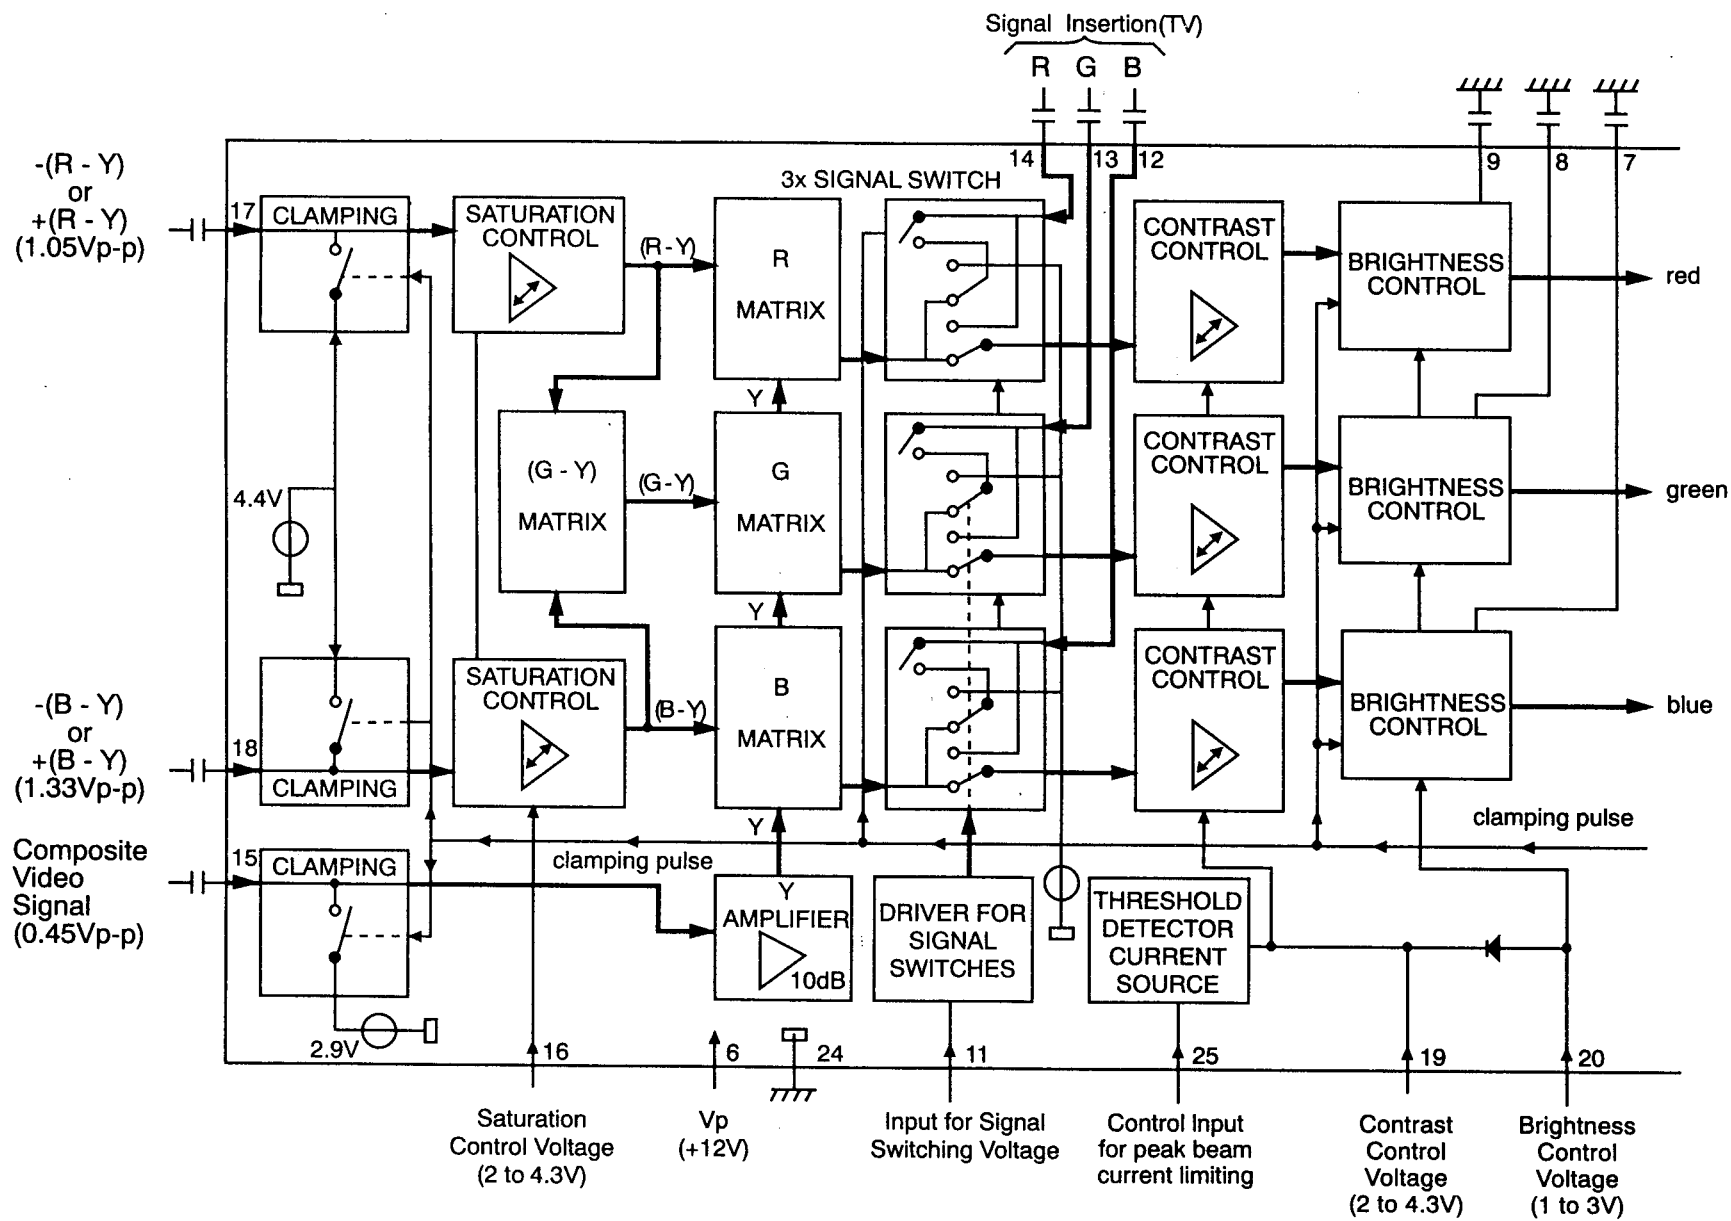 Signal Insertion(TV)
R G B
14 13 12 9 8 7
-(R - Y)
or
+(R - Y)
(1.05Vp-p)
17
CLAMPING
SATURATION
CONTROL
(R-Y)
R
MATRIX
3x SIGNAL SWITCH
CONTRAST
CONTROL
BRIGHTNESS
CONTROL
red
Y
4.4V
(G - Y)
MATRIX
(G-Y)
G
MATRIX
CONTRAST
CONTROL
BRIGHTNESS
CONTROL
green
Y
-(B - Y)
or
+(B - Y)
(1.33Vp-p)
18
CLAMPING
SATURATION
CONTROL
(B-Y)
B
MATRIX
CONTRAST
CONTROL
BRIGHTNESS
CONTROL
blue
Y
clamping pulse
clamping pulse
Composite
Video
Signal
(0.45Vp-p)
15
CLAMPING
2.9V
Y
AMPLIFIER
10dB
DRIVER FOR
SIGNAL
SWITCHES
THRESHOLD
DETECTOR
CURRENT
SOURCE
16 6 24 11 25 19 20
Saturation
Control Voltage
(2 to 4.3V)
Vp
(+12V)
Input for Signal
Switching Voltage
Control Input
for peak beam
current limiting
Contrast
Control
Voltage
(2 to 4.3V)
Brightness
Control
Voltage
(1 to 3V)